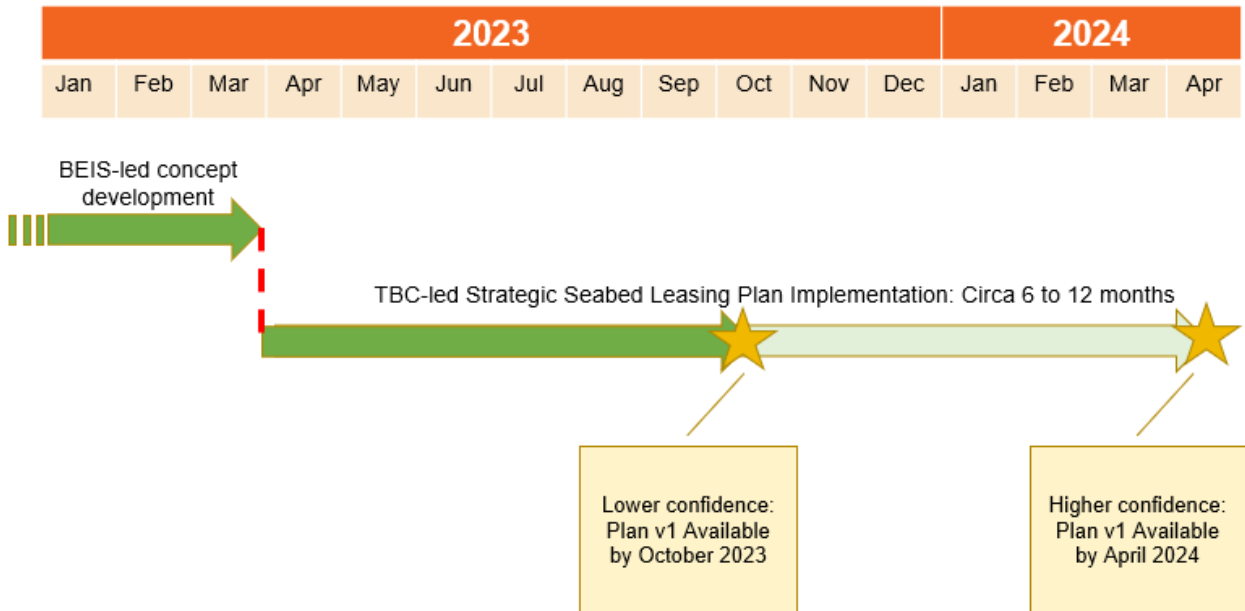 2023 2024
Jan Feb Mar Apr May Jun Jul Aug Sep Oct Nov Dec Jan Feb Mar Apr
BEIS-led concept
development
TBC-led Strategic Seabed Leasing Plan Implementation: Circa 6 to 12 months
Lower confidence:
Plan v1 Available
by October 2023
Higher confidence:
Plan v1 Available
by April 2024